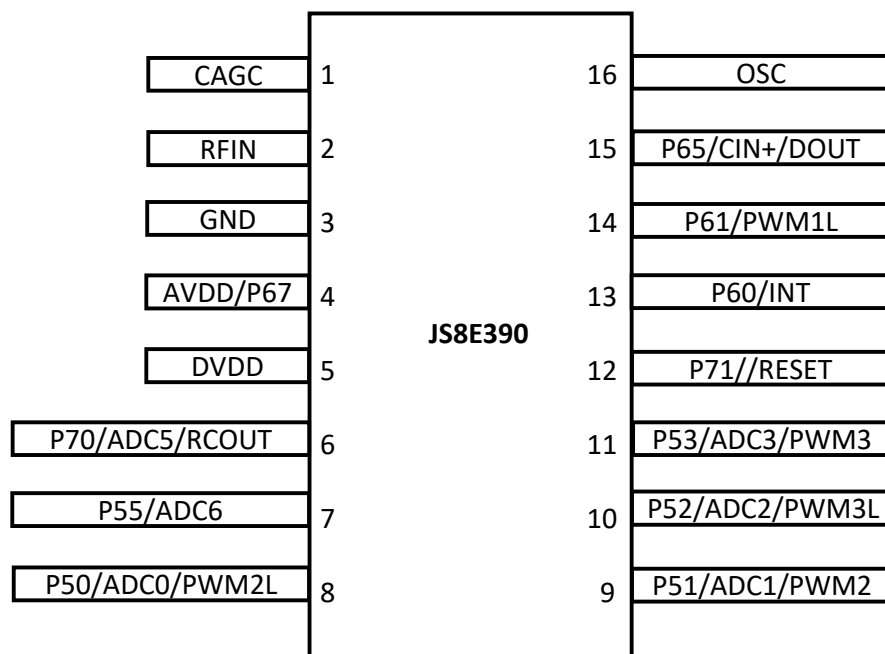 CAGC 1 16 OSC
RFIN 2 15 P65/CIN+/DOUT
GND 3 14 P61/PWM1L
AVDD/P67 4 13 P60/INT
JS8E390
DVDD 5 12 P71//RESET
P70/ADC5/RCOUT 6 11 P53/ADC3/PWM3
P55/ADC6 7 10 P52/ADC2/PWM3L
P50/ADC0/PWM2L 8 9 P51/ADC1/PWM2